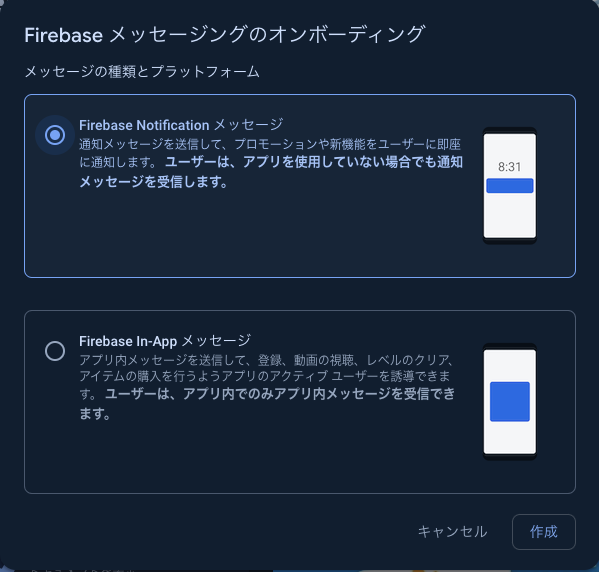 Firebase メッセージングのオンボーディング
メッセージの種類とプラットフォーム
Firebase Notification メッセージ
通知メッセージを送信して、プロモーションや新機能をユーザーに即座
に通知します。 ユーザーは、アプリを使用していない場合でも通知
メッセージを受信します。
8:31
Firebase In-App メッセージ
アプリ内メッセージを送信して、登録、動画の視聴、レベルのクリア、
アイテムの購入を行うようアプリのアクティブ ユーザーを誘導できま
す。 ユーザーは、アプリ内でのみアプリ内メッセージを受信でき
ます。
キャンセル
作成